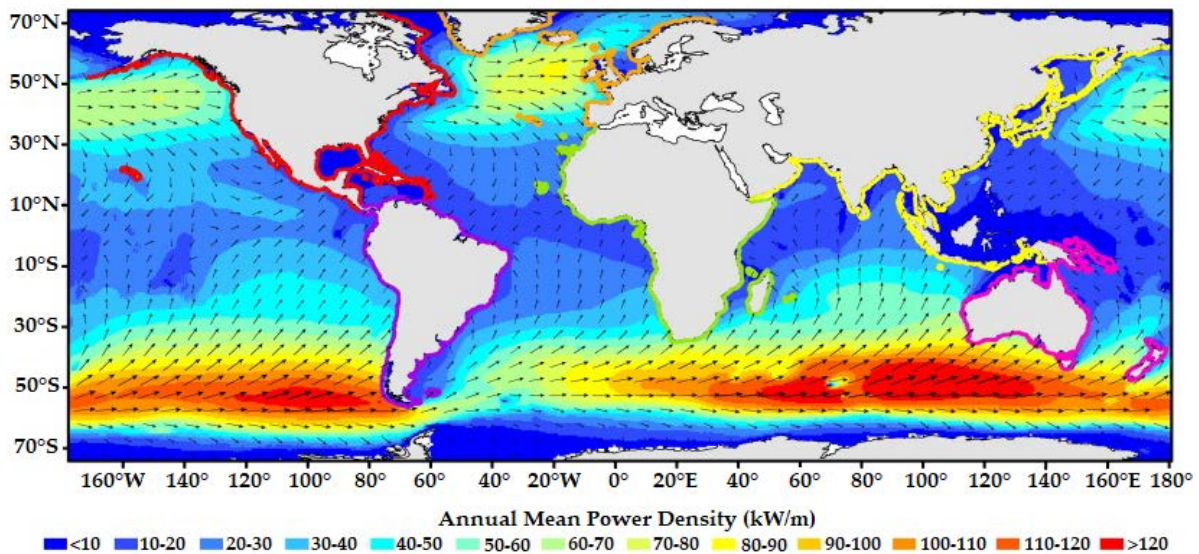 70°N
50°N
30°N
10°N
10°S
30°S
50°S
70°S
160°W 120° 140° 100° 80° 60° 40° 20°W 0° 20°E 40° 60° 80° 100° 120° 140° 160°E 180°
Annual Mean Power Density (kW/m)
<10 10-20 20-30 30-40 40-50 50-60 60-70 70-80 80-90 90-100 100-110 110-120 >120